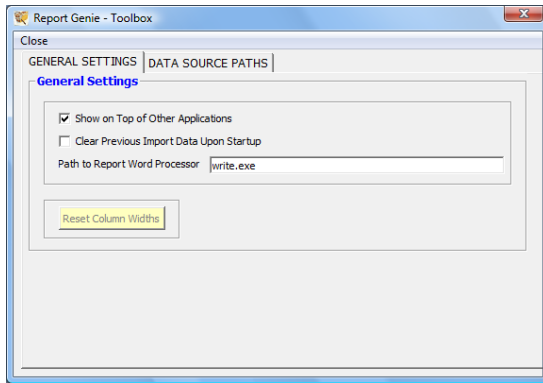 Report Genie - Toolbox
Close
GENERAL SETTINGS DATA SOURCE PATHS
General Settings
Show on Top of Other Applications
Clear Previous Import Data Upon Startup
Path to Report Word Processor write.exe
Reset Column Widths